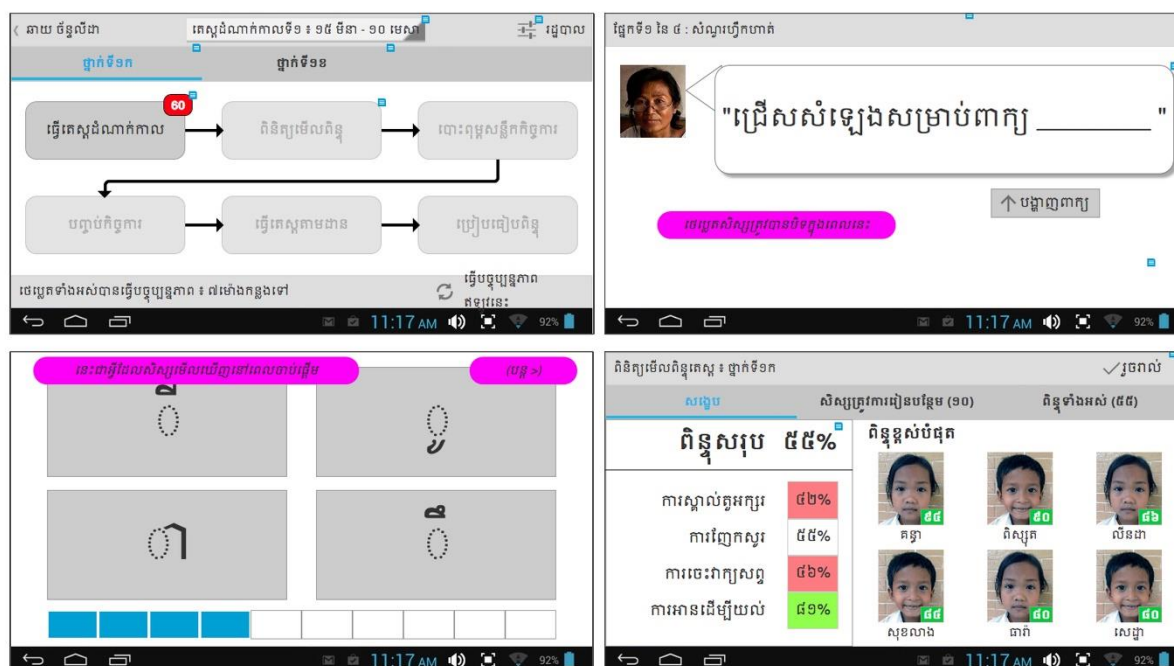 ឆាយ ច័ន្ទលីដា
តេស្តដំណាក់កាលទី១ ៖ ១៥ មីនា - ១០ មេសា
រដ្ឋបាល
ថ្នាក់ទី១ក
ថ្នាក់ទី១ខ
60
ធ្វើតេស្តដំណាក់កាល
ពិនិត្យមើលពិន្ទុ
បោះពុម្ពសន្លឹកកិច្ចការ
បញ្ចប់កិច្ចការ
ធ្វើតេស្តតាមដាន
ប្រៀបធៀបពិន្ទុ
ថេប្លេតទាំងអស់បានធ្វើបច្ចុប្បន្នភាព ៖ ៧ម៉ោងកន្លងទៅ
ធ្វើបច្ចុប្បន្នភាព
ឥឡូវនេះ
11:17 AM
92%
ផ្នែកទី១ នៃ ៤ : សំណួរហ្វឹកហាត់
"ជ្រើសសំឡេងសម្រាប់ពាក្យ __________ "
បង្ហាញពាក្យ
ថេប្លេតសិស្សត្រូវបានបិទក្នុងពេលនេះ
11:17 AM
92%
នេះជាអ្វីដែលសិស្សមើលឃើញនៅពេលចាប់ផ្តើម
(បន្ត >)
◌ី
◌ូ
◌ា
◌ឹ
11:17 AM
92%
ពិនិត្យមើលពិន្ទុតេស្ត ៖ ថ្នាក់ទី១ក
រួចរាល់
សង្ខេប
សិស្សត្រូវការរៀនបន្ថែម (១០)
ពិន្ទុទាំងអស់ (៥៥)
ពិន្ទុសរុប ៥៥%
ការស្គាល់តួអក្សរ ៤២%
ការញែកសូរ ៥៥%
ការចេះវាក្យសព្ទ ៤៦%
ការអានដើម្បីយល់ ៨១%
ពិន្ទុខ្ពស់បំផុត
៩៤
៩០
៨៦
គន្ធា
ពិស្សុត
លីនដា
៨៤
៨០
៨០
សុខលាង
ធារ៉ា
សេដ្ឋា
11:17 AM
92%